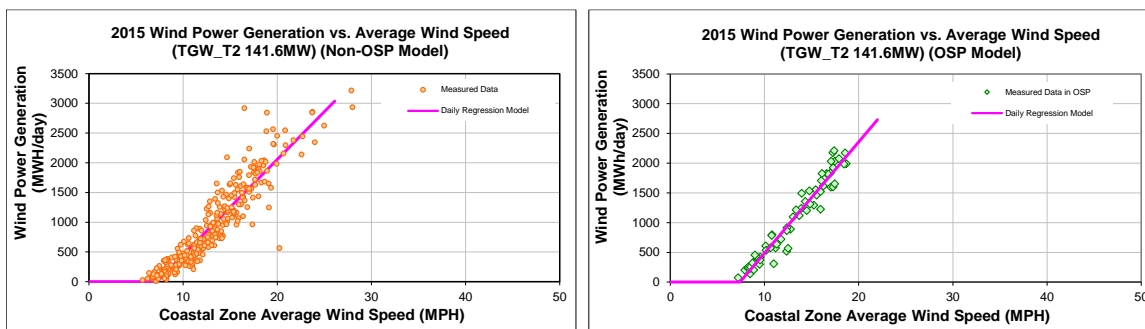 2015 Wind Power Generation vs. Average Wind Speed
(TGW_T2 141.6MW) (Non-OSP Model)
Wind Power Generation
(MWH/day)
3500
3000
2500
2000
1500
1000
500
0
Measured Data
Daily Regression Model
0 10 20 30 40 50
Coastal Zone Average Wind Speed (MPH)
2015 Wind Power Generation vs. Average Wind Speed
(TGW_T2 141.6MW) (OSP Model)
Wind Power Generation
(MWh/day)
3500
3000
2500
2000
1500
1000
500
0
Measured Data in OSP
Daily Regression Model
0 10 20 30 40 50
Coastal Zone Average Wind Speed (MPH)